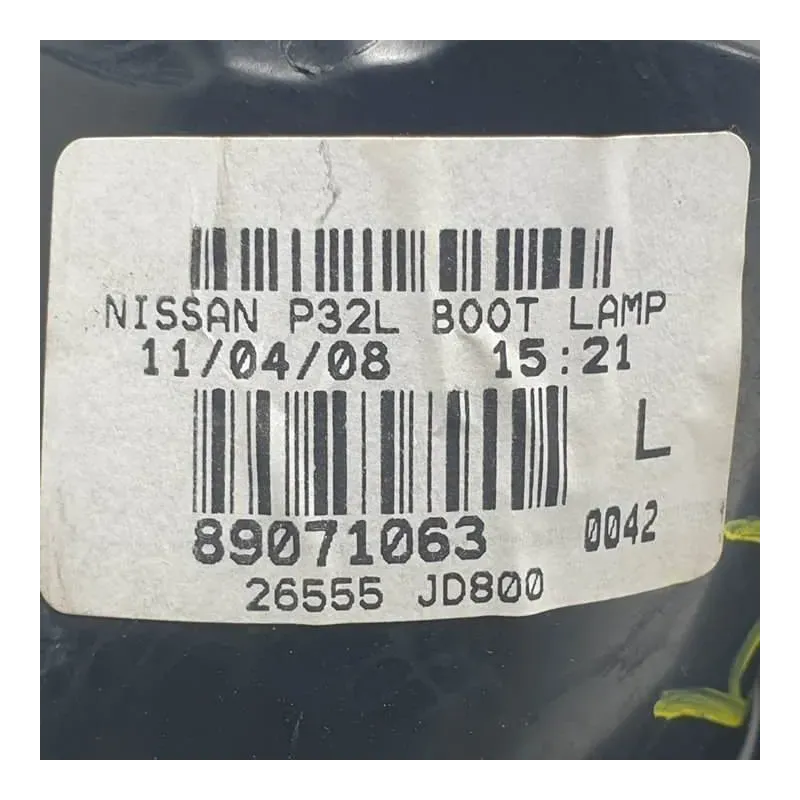 NISSAN P32L BOOT LAMP
11/04/08 15:21
L
89071063 0042
26555 JD800